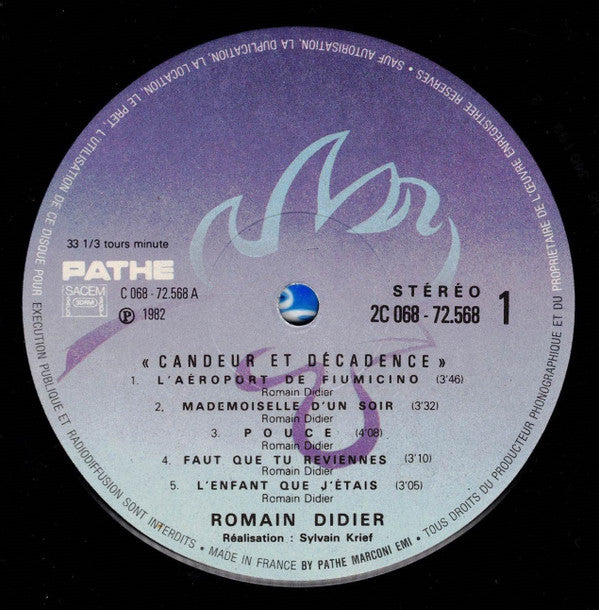 33 1/3 tours minute
PATHE
SACEM
SDRM
C 068 - 72.568 A
P 1982
STÉRÉO
2C 068 - 72.568
1
« CANDEUR ET DÉCADENCE »
1. L'AÉROPORT DE FIUMICINO (3'46)
Romain Didier
2. MADEMOISELLE D'UN SOIR (3'32)
Romain Didier
3. POUCE (4'08)
Romain Didier
4. FAUT QUE TU REVIENNES (3'10)
Romain Didier
5. L'ENFANT QUE J'ÉTAIS (3'05)
Romain Didier
ROMAIN DIDIER
Réalisation : Sylvain Krief
• MADE IN FRANCE BY PATHE MARCONI EMI • TOUS DROITS DU PRODUCTEUR PHONOGRAPHIQUE ET DU PROPRIETAIRE DE L'ŒUVRE ENREGISTREE RESERVES • SAUF AUTORISATION, LA DUPLICATION, LA LOCATION, LE PRET, L'UTILISATION DE CE DISQUE POUR EXECUTION PUBLIQUE ET RADIODIFFUSION SONT INTERDITS